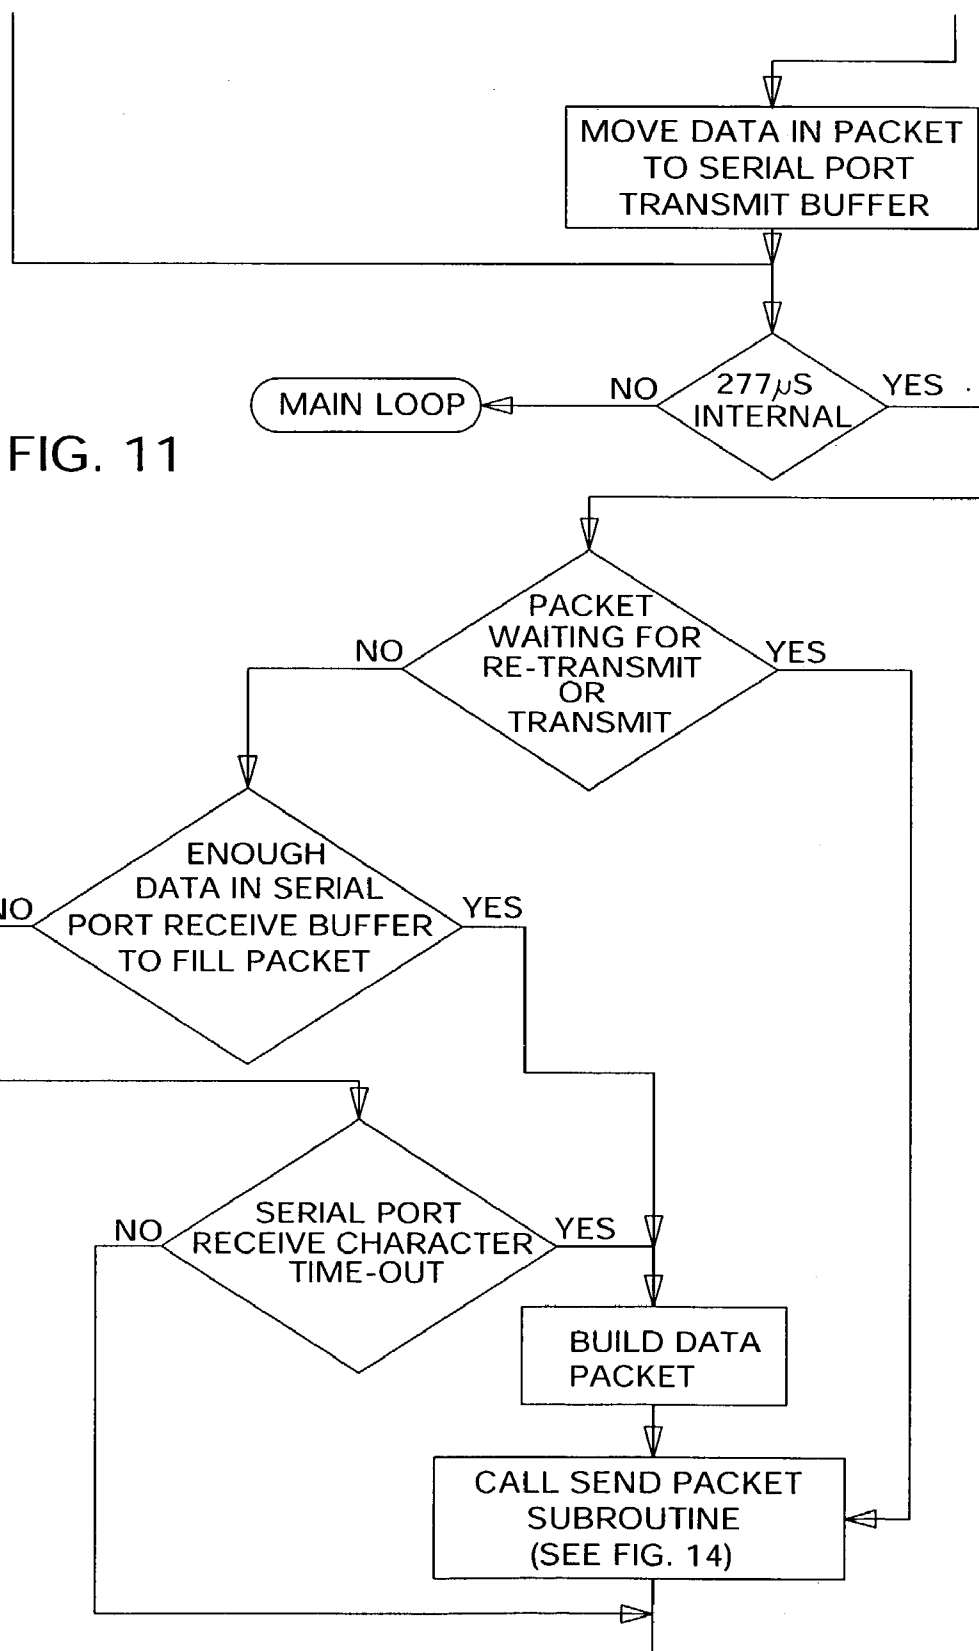 MOVE DATA IN PACKET
TO SERIAL PORT
TRANSMIT BUFFER
NO
277µS
INTERNAL
YES
MAIN LOOP
FIG. 11
PACKET
WAITING FOR
RE-TRANSMIT
OR
TRANSMIT
NO
YES
ENOUGH
DATA IN SERIAL
PORT RECEIVE BUFFER
TO FILL PACKET
NO
YES
SERIAL PORT
RECEIVE CHARACTER
TIME-OUT
NO
YES
BUILD DATA
PACKET
CALL SEND PACKET
SUBROUTINE
(SEE FIG. 14)